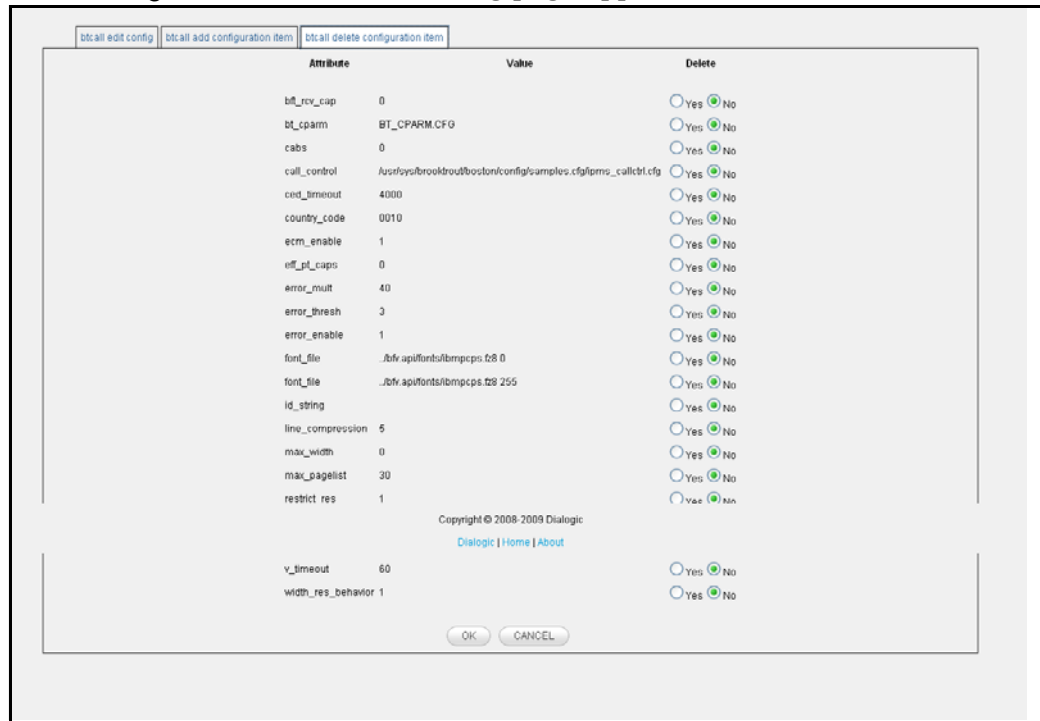 btcall edit config btcall add configuration item btcall delete configuration item
Attribute Value Delete
bft_rcv_cap 0 Yes No
bt_cparm BT_CPARM.CFG Yes No
cabs 0 Yes No
call_control /usr/sys/brooktrout/boston/config/samples.cfg/ipms_callctrl.cfg Yes No
ced_timeout 4000 Yes No
country_code 0010 Yes No
ecm_enable 1 Yes No
eff_pt_caps 0 Yes No
error_mult 40 Yes No
error_thresh 3 Yes No
error_enable 1 Yes No
font_file ../bfv.api/fonts/ibmpcps.fz8 0 Yes No
font_file ../bfv.api/fonts/ibmpcps.fz8 255 Yes No
id_string Yes No
line_compression 5 Yes No
max_width 0 Yes No
max_pagelist 30 Yes No
restrict_res 1 Yes No
Copyright © 2008-2009 Dialogic
Dialogic | Home | About
v_timeout 60 Yes No
width_res_behavior 1 Yes No
OK CANCEL